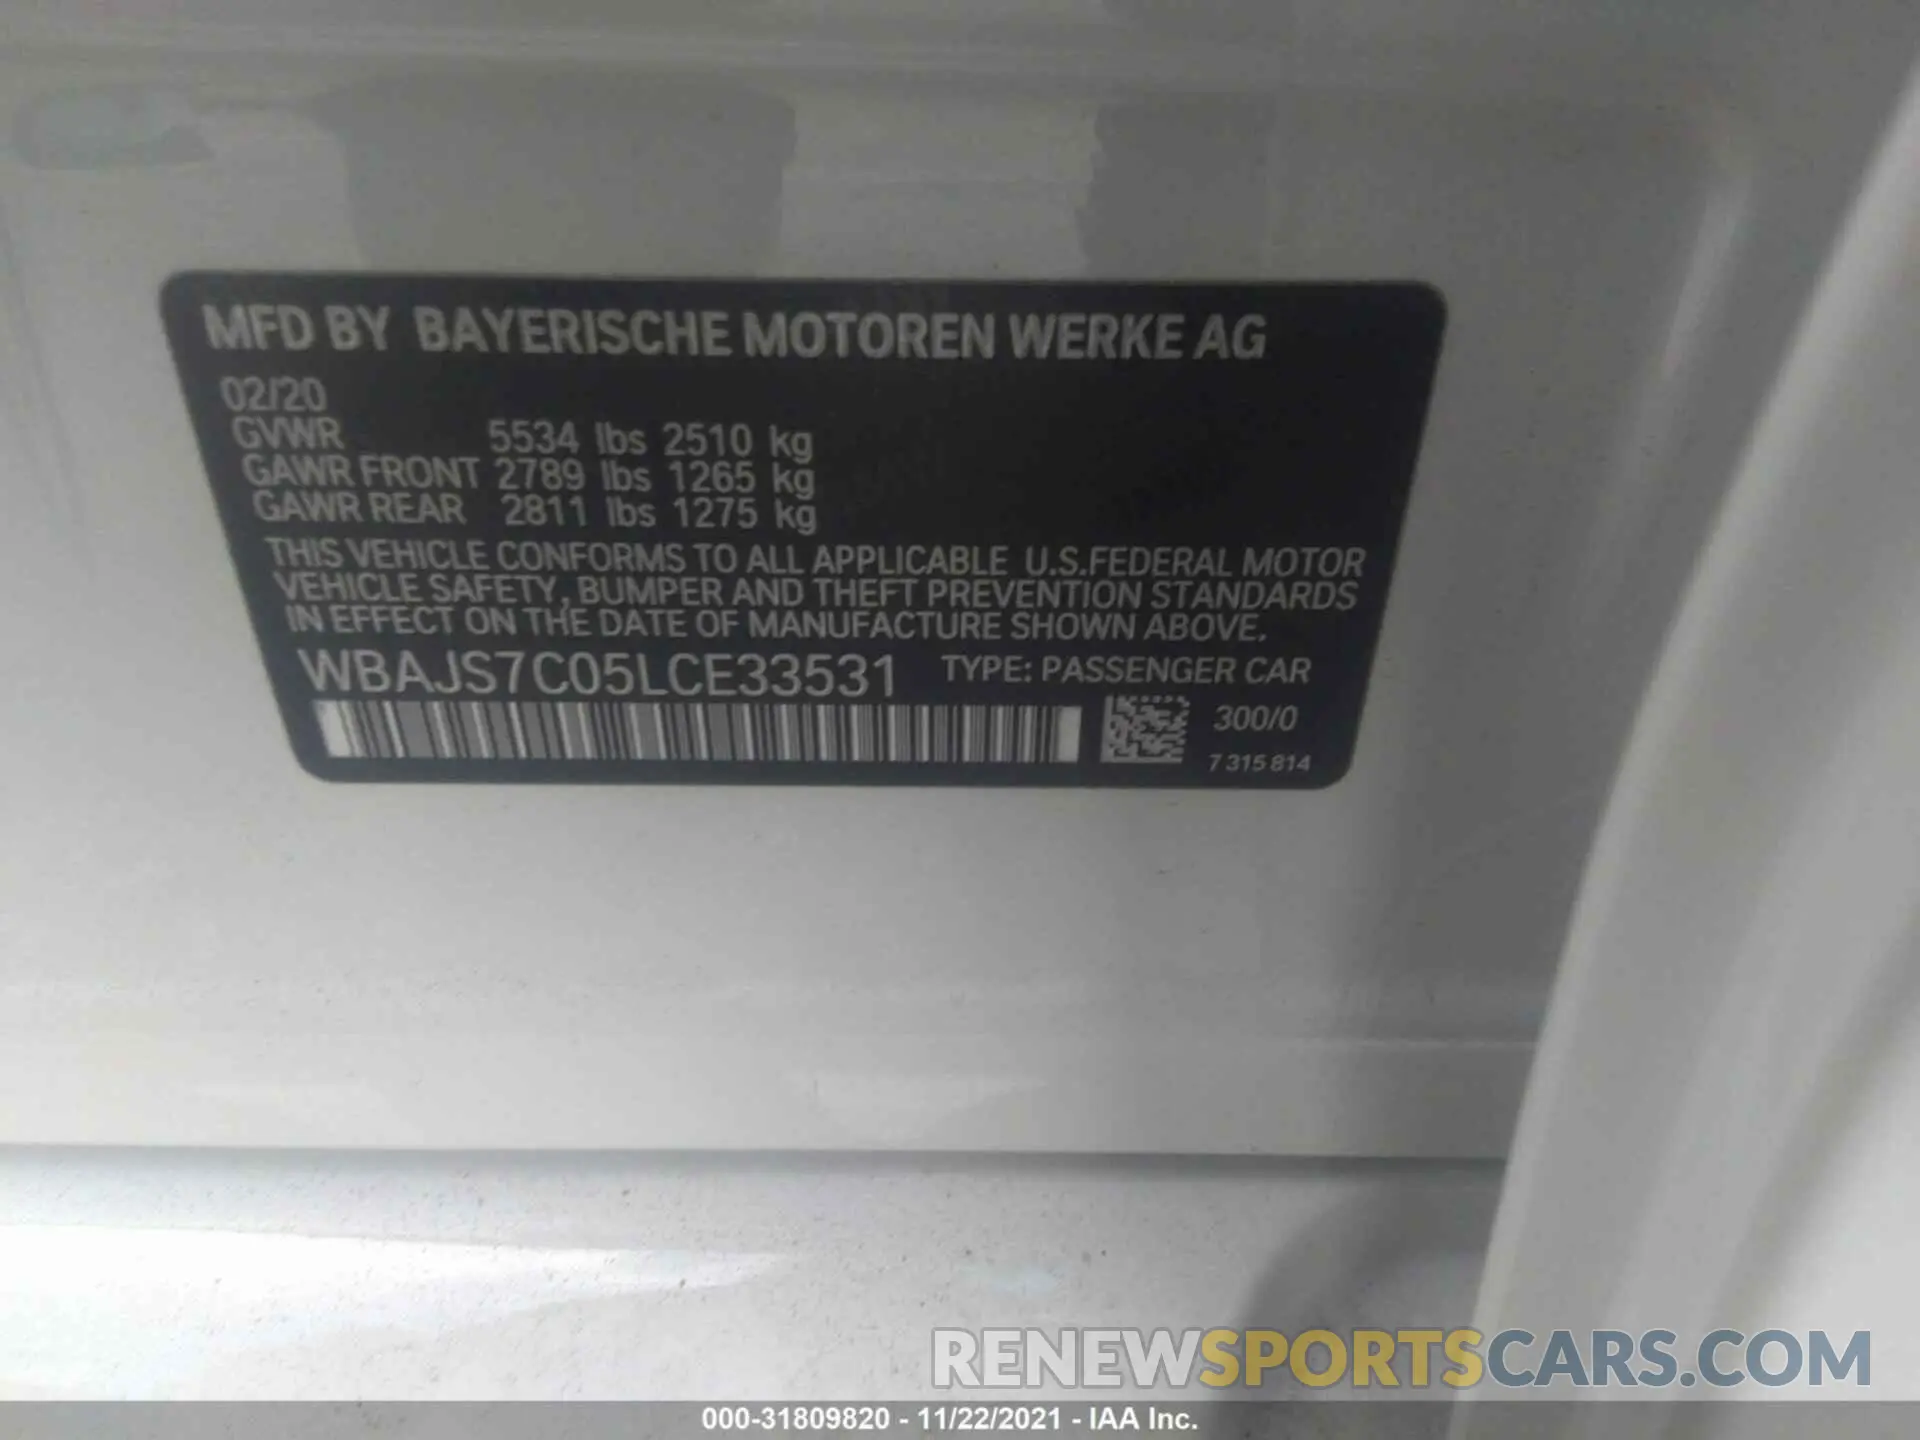 MFD BY BAYERISCHE MOTOREN WERKE AG
02/20
GVWR 5534 lbs 2510 kg
GAWR FRONT 2789 lbs 1265 kg
GAWR REAR 2811 lbs 1275 kg
THIS VEHICLE CONFORMS TO ALL APPLICABLE U.S.FEDERAL MOTOR
VEHICLE SAFETY, BUMPER AND THEFT PREVENTION STANDARDS
IN EFFECT ON THE DATE OF MANUFACTURE SHOWN ABOVE.
WBAJS7C05LCE33531 TYPE: PASSENGER CAR
300/0
7 315 814
RENEWSPORTSCARS.COM
000-31809820 - 11/22/2021 - IAA Inc.